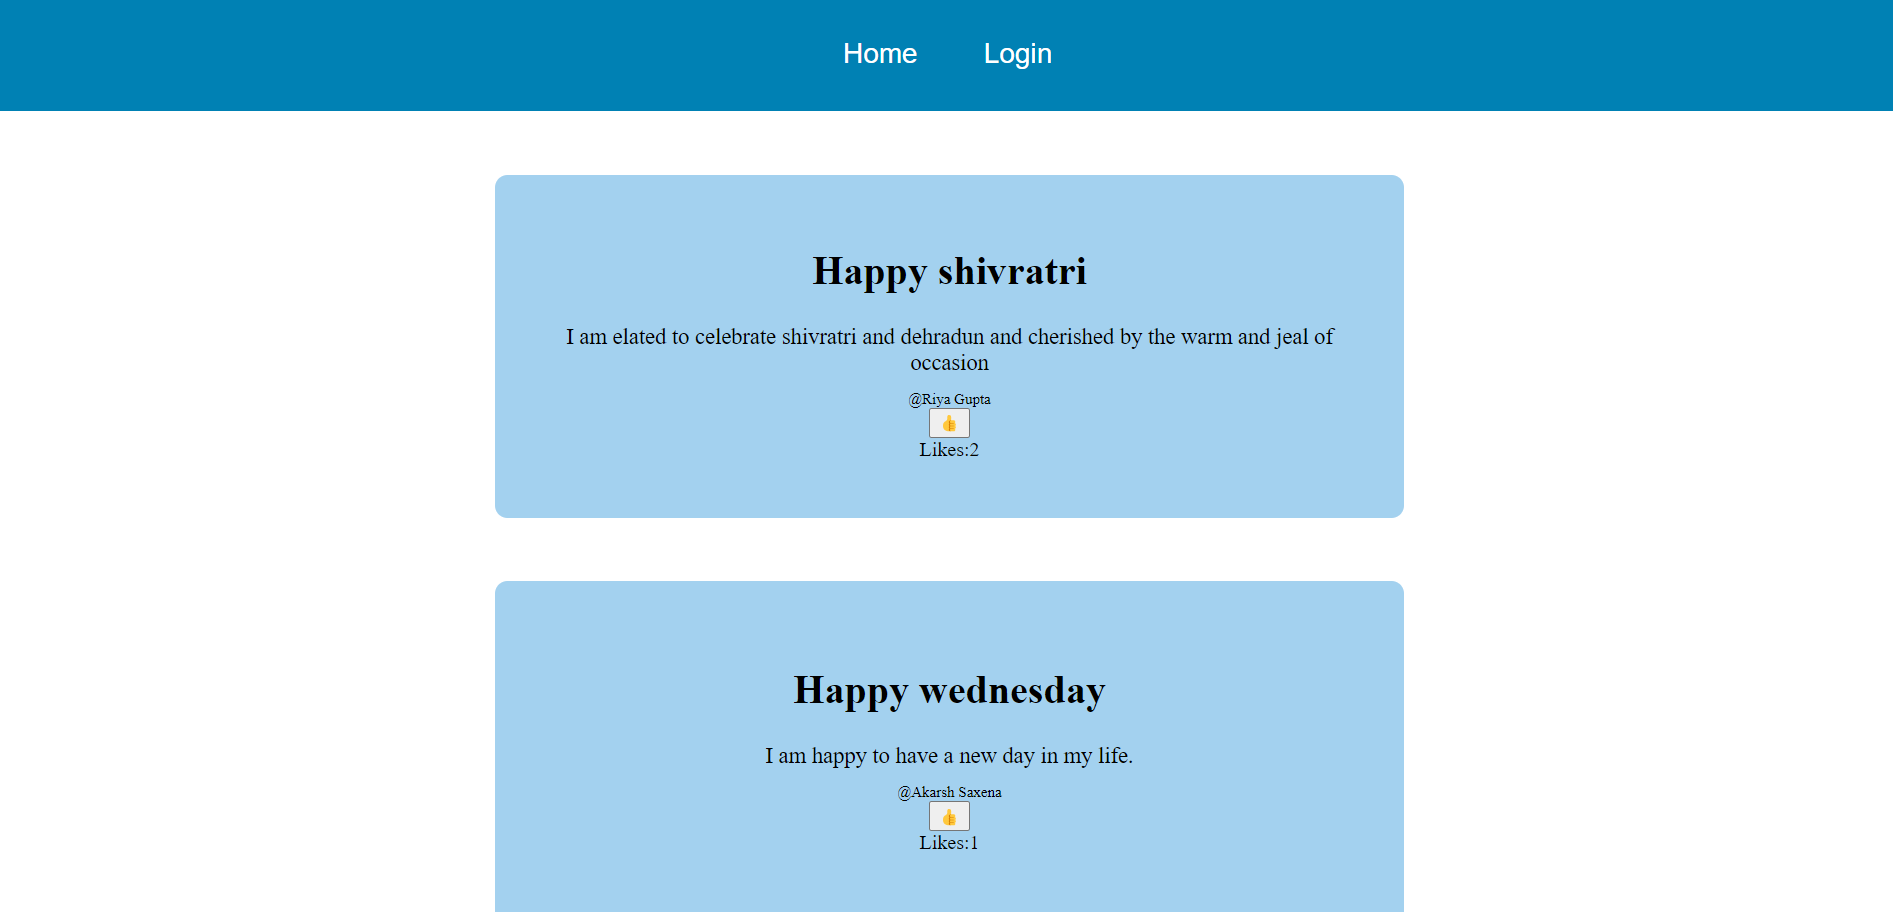 Home Login
Happy shivratri
I am elated to celebrate shivratri and dehradun and cherished by the warm and jeal of
occasion
@Riya Gupta
👍
Likes:2
Happy wednesday
I am happy to have a new day in my life.
@Akarsh Saxena
👍
Likes:1